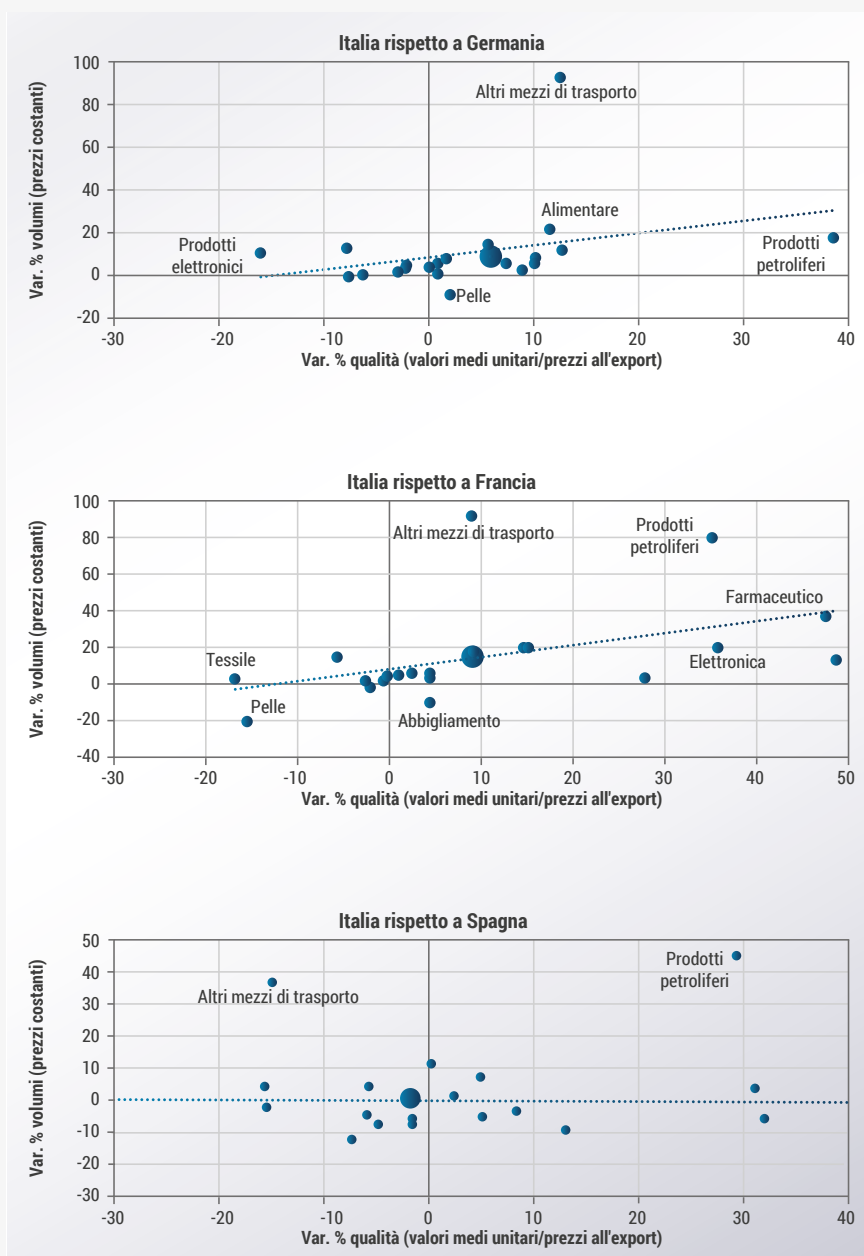 Italia rispetto a Germania
Var. % volumi (prezzi costanti)
100
80
60
40
20
0
-20
Altri mezzi di trasporto
Alimentare
Prodotti
elettronici
Prodotti
petroliferi
Pelle
-30
-20
-10
0
10
20
30
40
Var. % qualità (valori medi unitari/prezzi all'export)
Italia rispetto a Francia
Var. % volumi (prezzi costanti)
100
80
60
40
20
0
-20
-40
Altri mezzi di trasporto
Prodotti
petroliferi
Farmaceutico
Tessile
Elettronica
Pelle
Abbigliamento
-30
-20
-10
0
10
20
30
40
50
Var. % qualità (valori medi unitari/prezzi all'export)
Italia rispetto a Spagna
Var. % volumi (prezzi costanti)
50
40
30
20
10
0
-10
-20
-30
Prodotti
petroliferi
Altri mezzi di trasporto
-30
-20
-10
0
10
20
30
40
Var. % qualità (valori medi unitari/prezzi all'export)